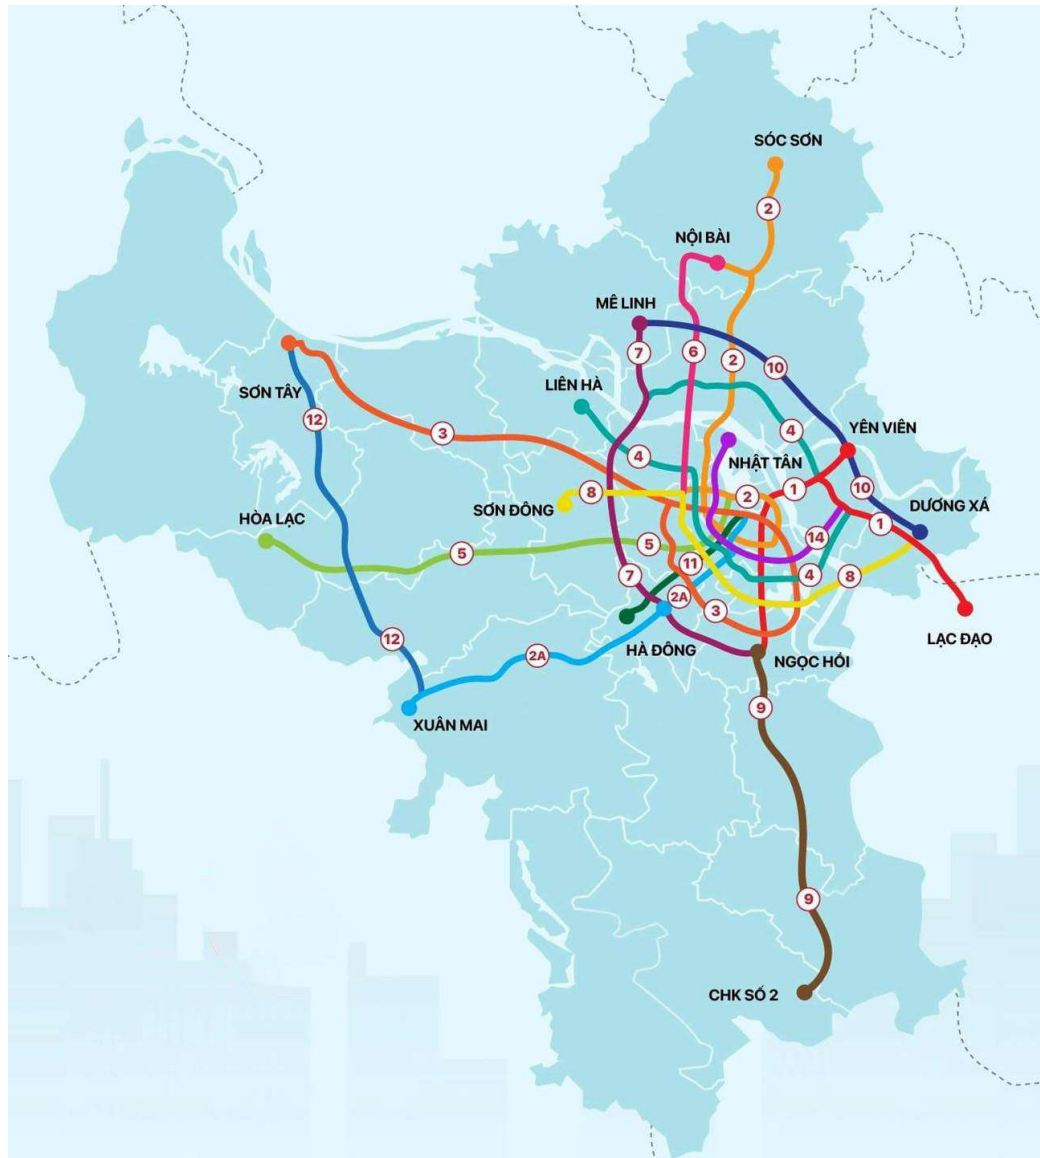 SÓC SƠN
2
NỘI BÀI
MÊ LINH
7
6
2
10
LIÊN HÀ
SƠN TÂY
12
3
4
4
YÊN VIÊN
NHẬT TÂN
8
2
1
10
SƠN ĐÔNG
DƯƠNG XÁ
HÒA LẠC
5
5
14
1
11
7
4
8
2A
3
LẠC ĐẠO
12
HÀ ĐÔNG
2A
NGỌC HỒI
9
XUÂN MAI
9
CHK SỐ 2